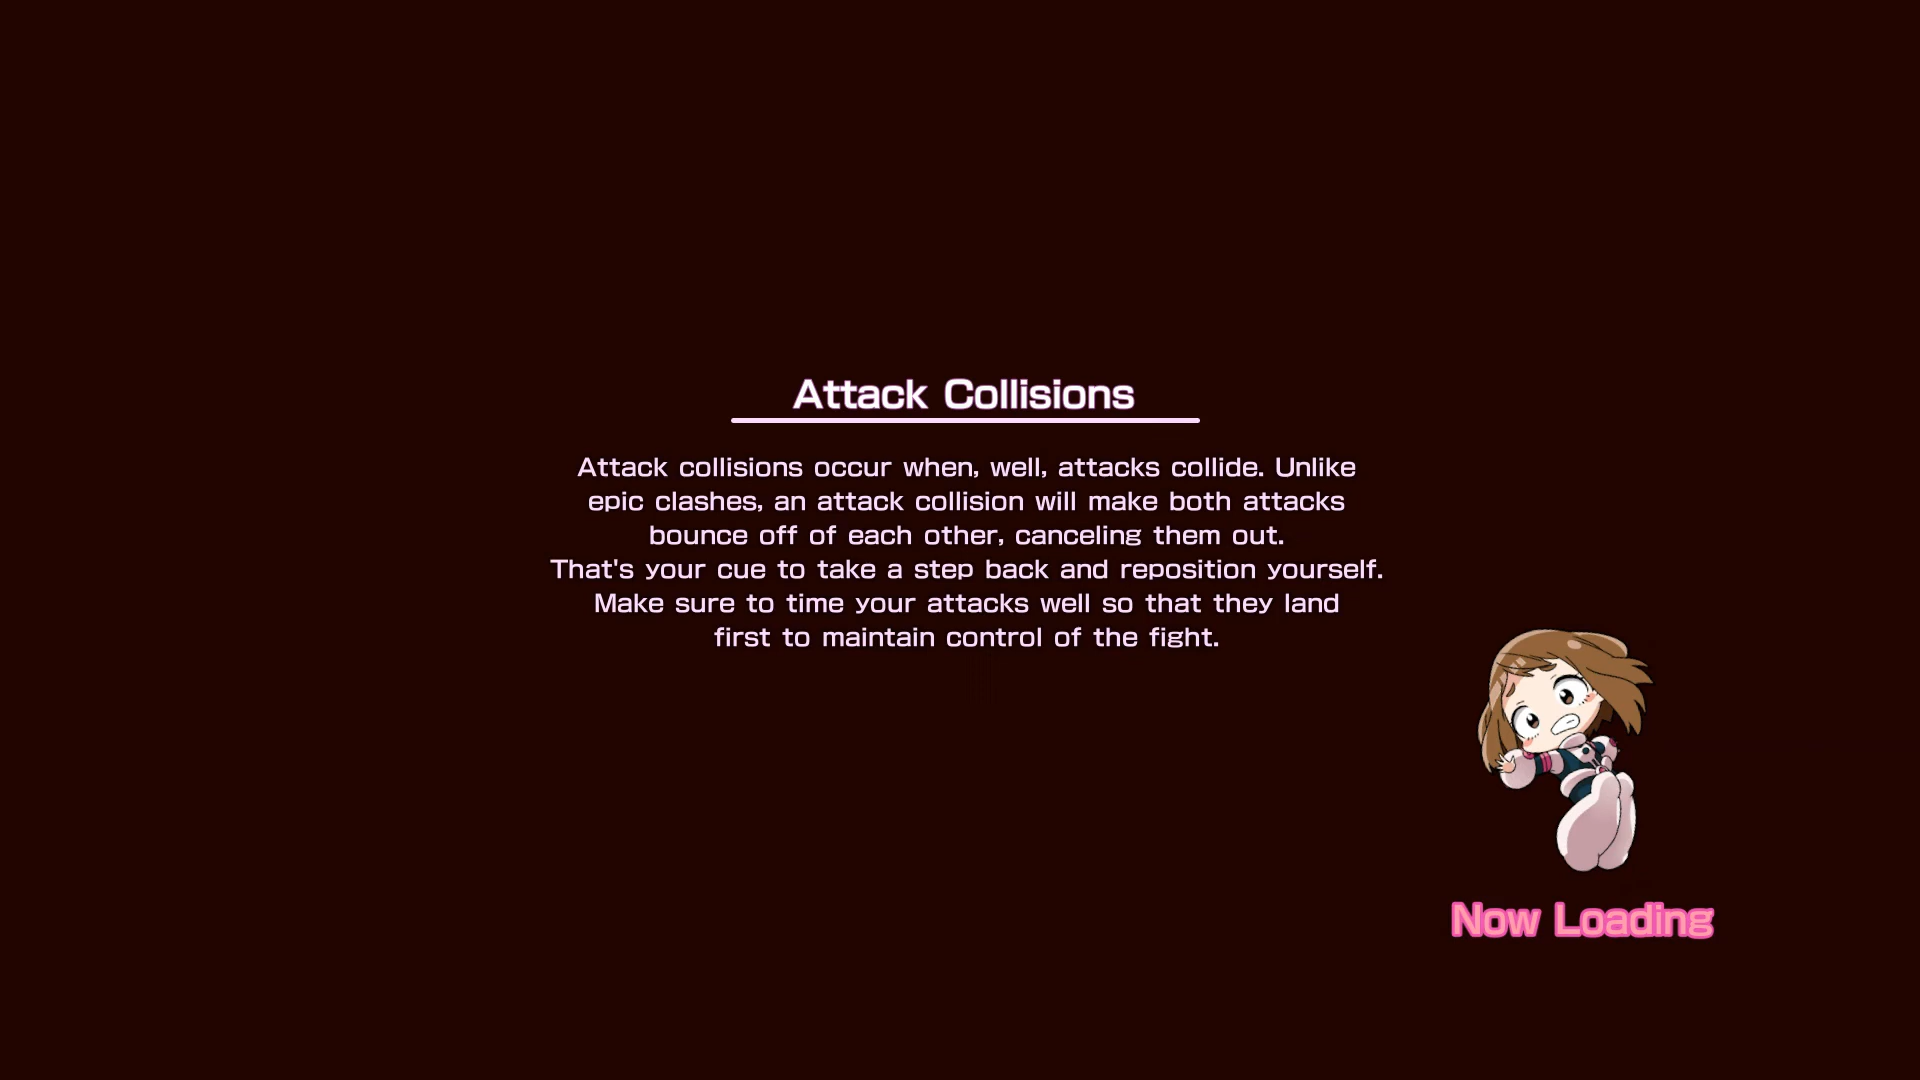 Attack Collisions
Attack collisions occur when, well, attacks collide. Unlike
epic clashes, an attack collision will make both attacks
bounce off of each other, canceling them out.
That's your cue to take a step back and reposition yourself.
Make sure to time your attacks well so that they land
first to maintain control of the fight.
Now Loading